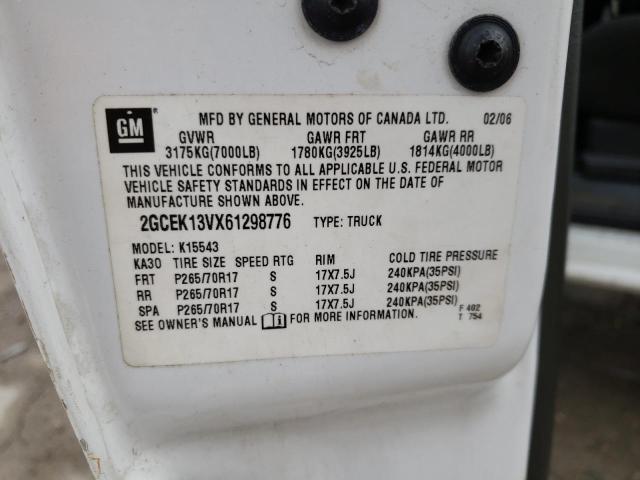 GM
MFD BY GENERAL MOTORS OF CANADA LTD. 02/06
GVWR GAWR FRT GAWR RR
3175KG(7000LB) 1780KG(3925LB) 1814KG(4000LB)
THIS VEHICLE CONFORMS TO ALL APPLICABLE U.S. FEDERAL MOTOR
VEHICLE SAFETY STANDARDS IN EFFECT ON THE DATE OF
MANUFACTURE SHOWN ABOVE.
2GCEK13VX61298776 TYPE: TRUCK
MODEL: K15543
KA30 TIRE SIZE SPEED RTG RIM COLD TIRE PRESSURE
FRT P265/70R17 S 17X7.5J 240KPA(35PSI)
RR P265/70R17 S 17X7.5J 240KPA(35PSI)
SPA P265/70R17 S 17X7.5J 240KPA(35PSI)
SEE OWNER'S MANUAL FOR MORE INFORMATION.
F 402
T 754